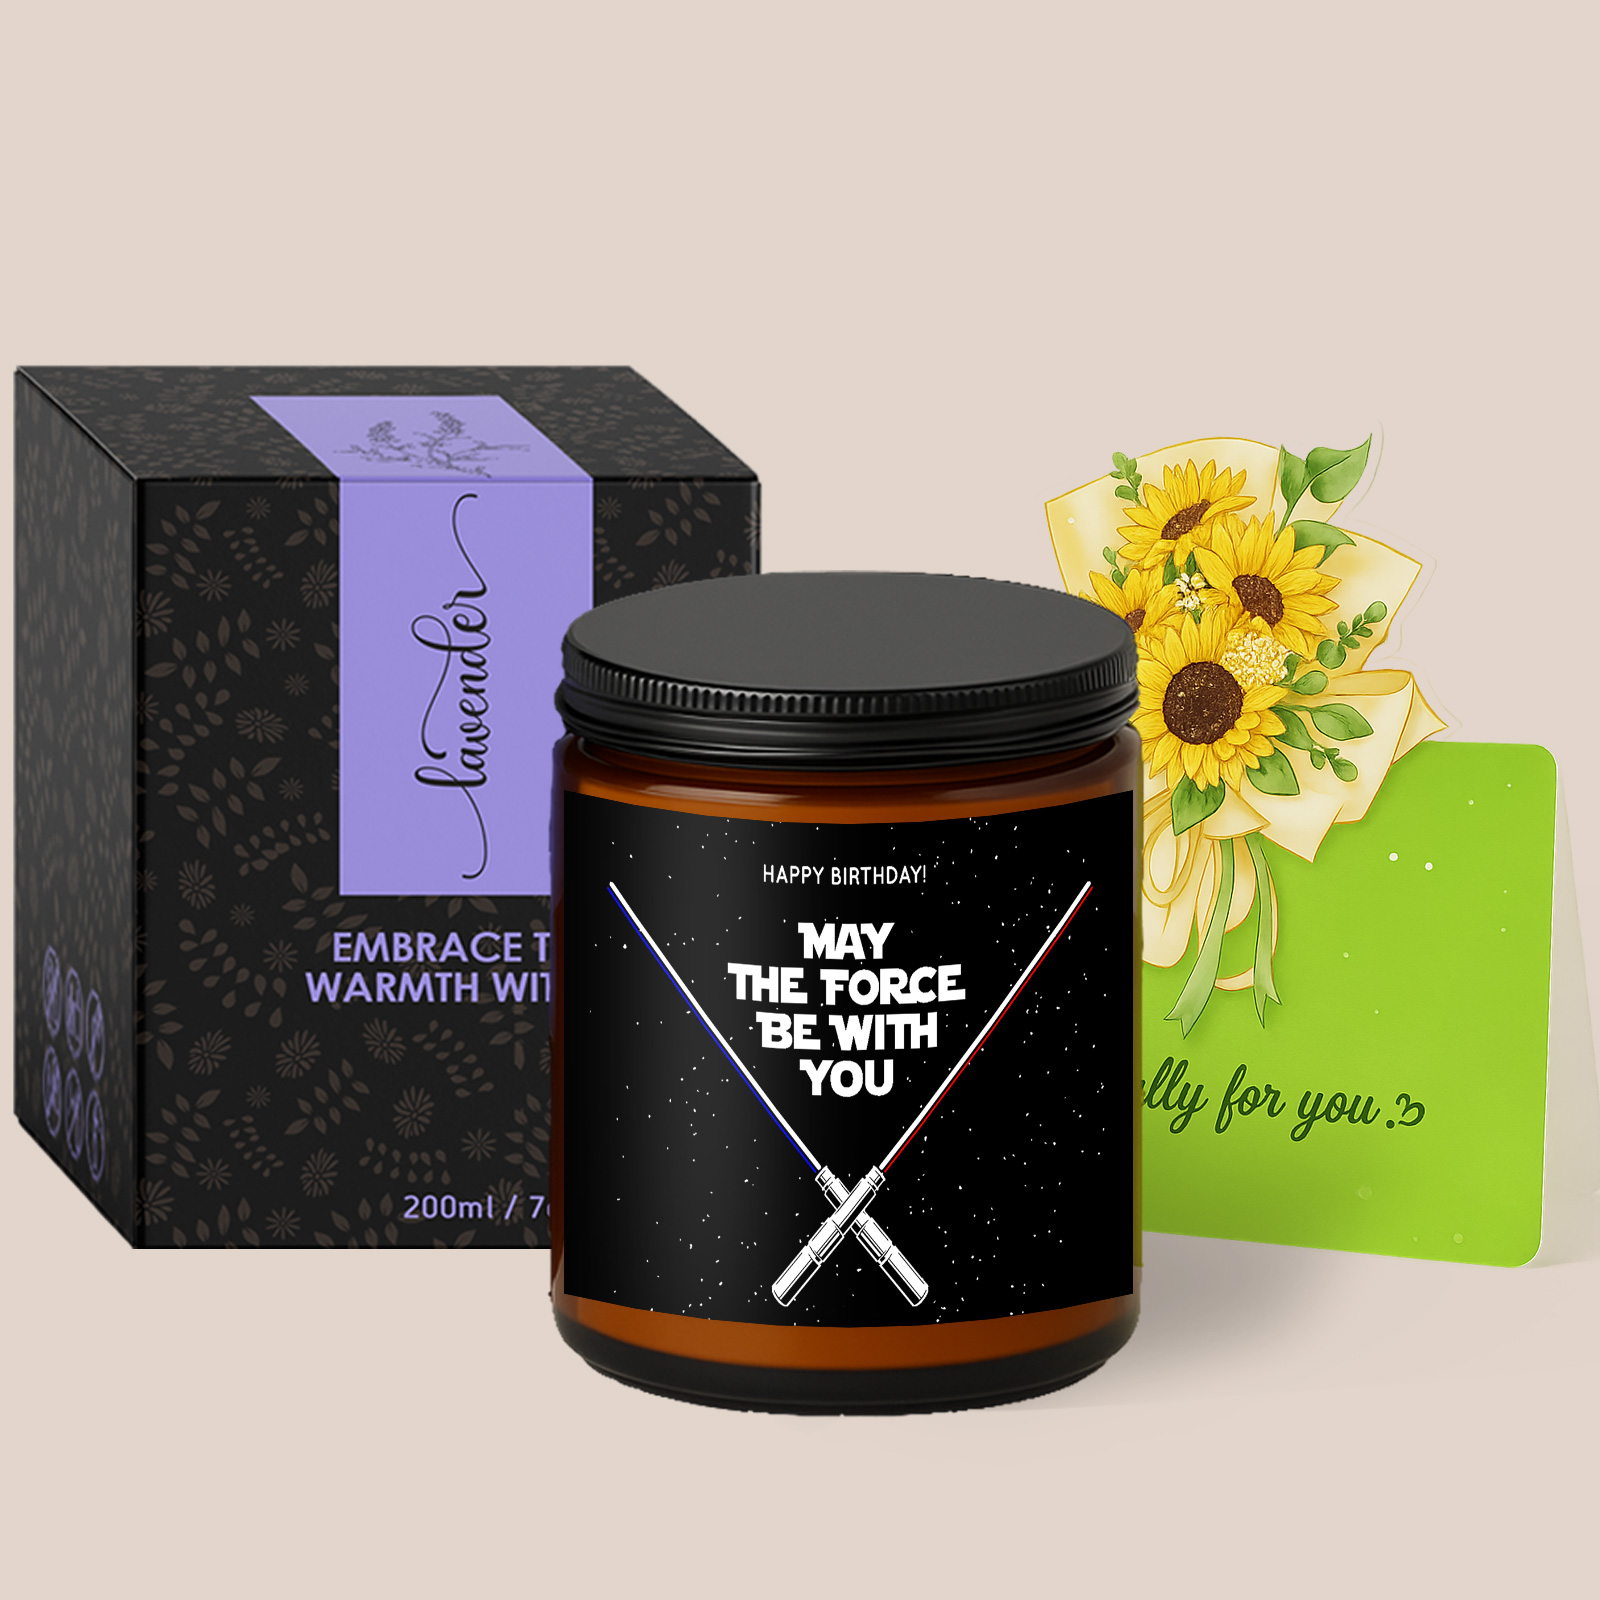 lavender
EMBRACE T
WARMTH WIT
200ml / 7
HAPPY BIRTHDAY!
MAY
THE FORCE
BE WITH
YOU
lly for you